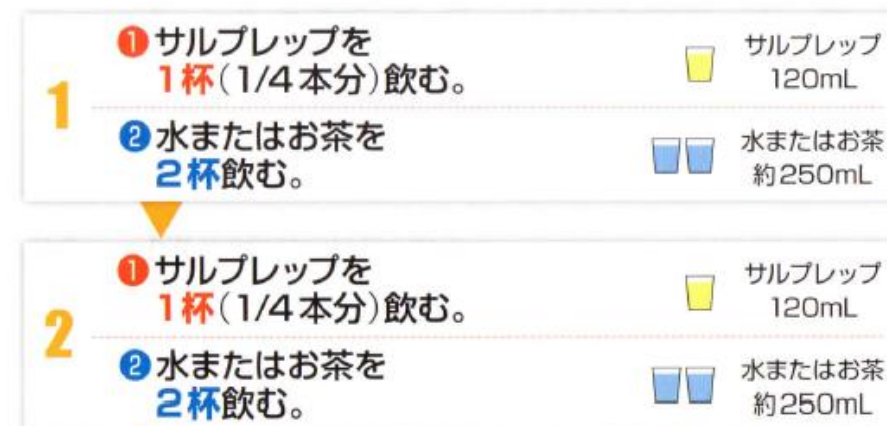 1
❶サルプレップを
1杯(1/4本分)飲む。
サルプレップ
120mL
❷水またはお茶を
2杯飲む。
水またはお茶
約250mL
2
❶サルプレップを
1杯(1/4本分)飲む。
サルプレップ
120mL
❷水またはお茶を
2杯飲む。
水またはお茶
約250mL